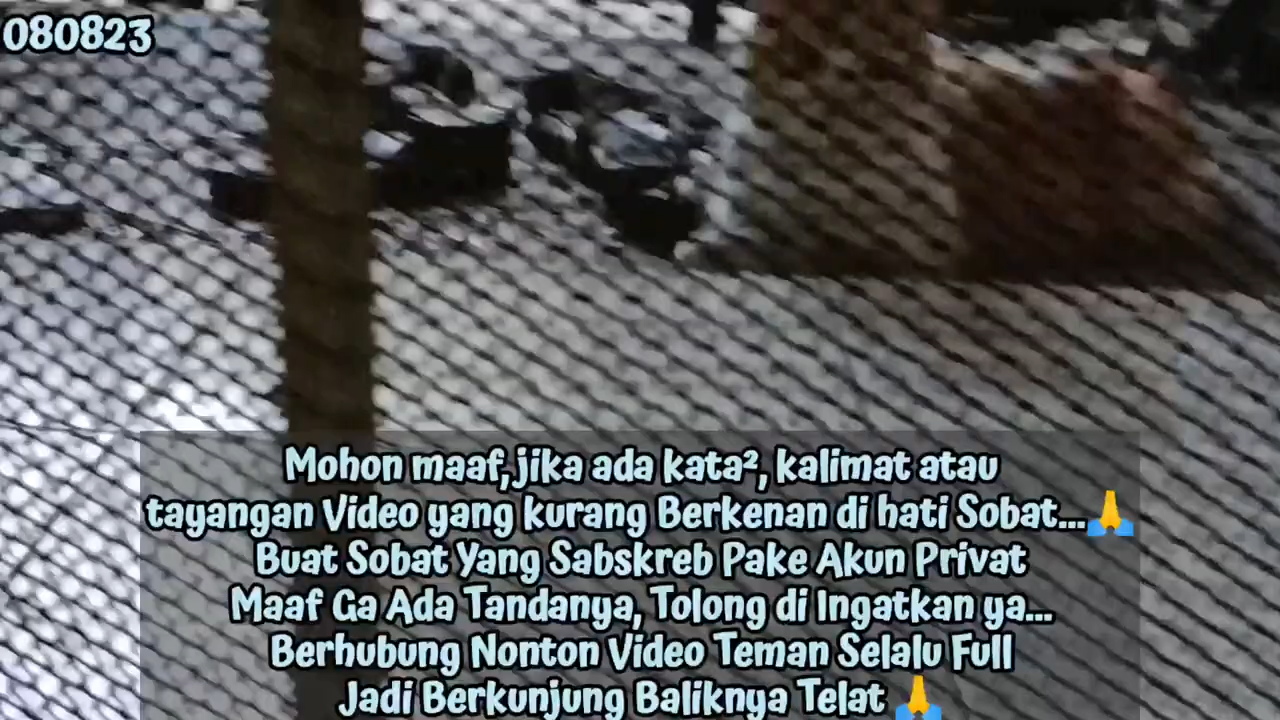 080823
Mohon maaf,jika ada kata², kalimat atau
tayangan Video yang kurang Berkenan di hati Sobat...🙏
Buat Sobat Yang Sabskreb Pake Akun Privat
Maaf Ga Ada Tandanya, Tolong di Ingatkan ya...
Berhubung Nonton Video Teman Selalu Full
Jadi Berkunjung Baliknya Telat 🙏